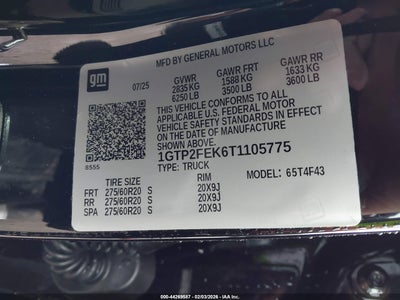 MFD BY GENERAL MOTORS LLC
gm
07/25
GVWR GAWR FRT GAWR RR
2835 KG 1588 KG 1633 KG
6250 LB 3500 LB 3600 LB
THIS VEHICLE CONFORMS TO ALL
APPLICABLE U.S. FEDERAL MOTOR
VEHICLE SAFETY STANDARDS IN EFFECT
ON THE DATE OF MANUFACTURE
SHOWN ABOVE.
1GTP2FEK6T1105775
8555
TYPE: TRUCK MODEL: 65T4F43
TIRE SIZE RIM
FRT 275/60R20 S 20X9J
RR 275/60R20 S 20X9J
SPA 275/60R20 S 20X9J
000-44269587 - 02/03/2026 - IAA Inc.